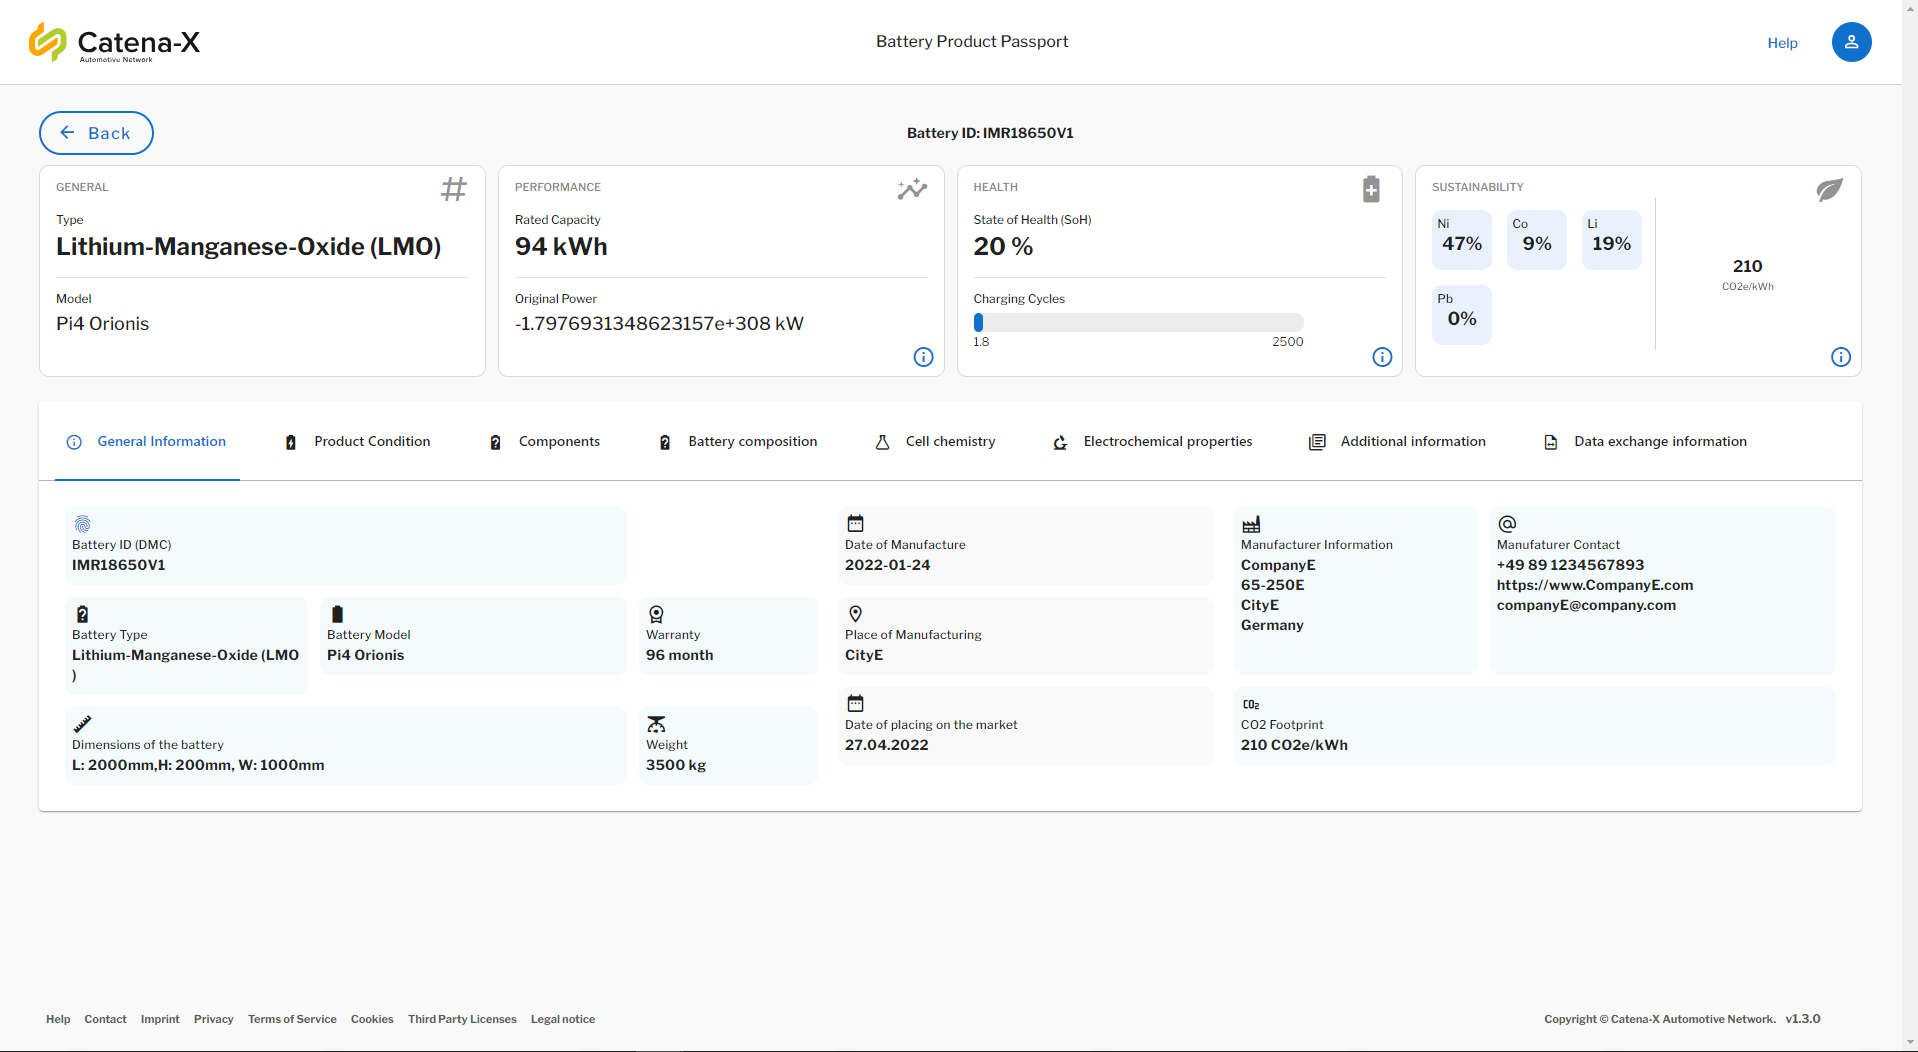 Catena-X
Automotive Network
Battery Product Passport
Help
Back
Battery ID: IMR18650V1
GENERAL
Type
Lithium-Manganese-Oxide (LMO)
Model
Pi4 Orionis
PERFORMANCE
Rated Capacity
94 kWh
Original Power
-1.7976931348623157e+308 kW
HEALTH
State of Health (SoH)
20 %
Charging Cycles
1.8 2500
SUSTAINABILITY
Ni
47%
Co
9%
Li
19%
Pb
0%
210
CO2e/kWh
General Information
Product Condition
Components
Battery composition
Cell chemistry
Electrochemical properties
Additional information
Data exchange information
Battery ID (DMC)
IMR18650V1
Battery Type
Lithium-Manganese-Oxide (LMO
)
Battery Model
Pi4 Orionis
Warranty
96 month
Dimensions of the battery
L: 2000mm,H: 200mm, W: 1000mm
Weight
3500 kg
Date of Manufacture
2022-01-24
Place of Manufacturing
CityE
Date of placing on the market
27.04.2022
Manufacturer Information
CompanyE
65-250E
CityE
Germany
Manufaturer Contact
+49 89 1234567893
https://www.CompanyE.com
companyE@company.com
CO2
CO2 Footprint
210 CO2e/kWh
Help Contact Imprint Privacy Terms of Service Cookies Third Party Licenses Legal notice
Copyright © Catena-X Automotive Network. v1.3.0